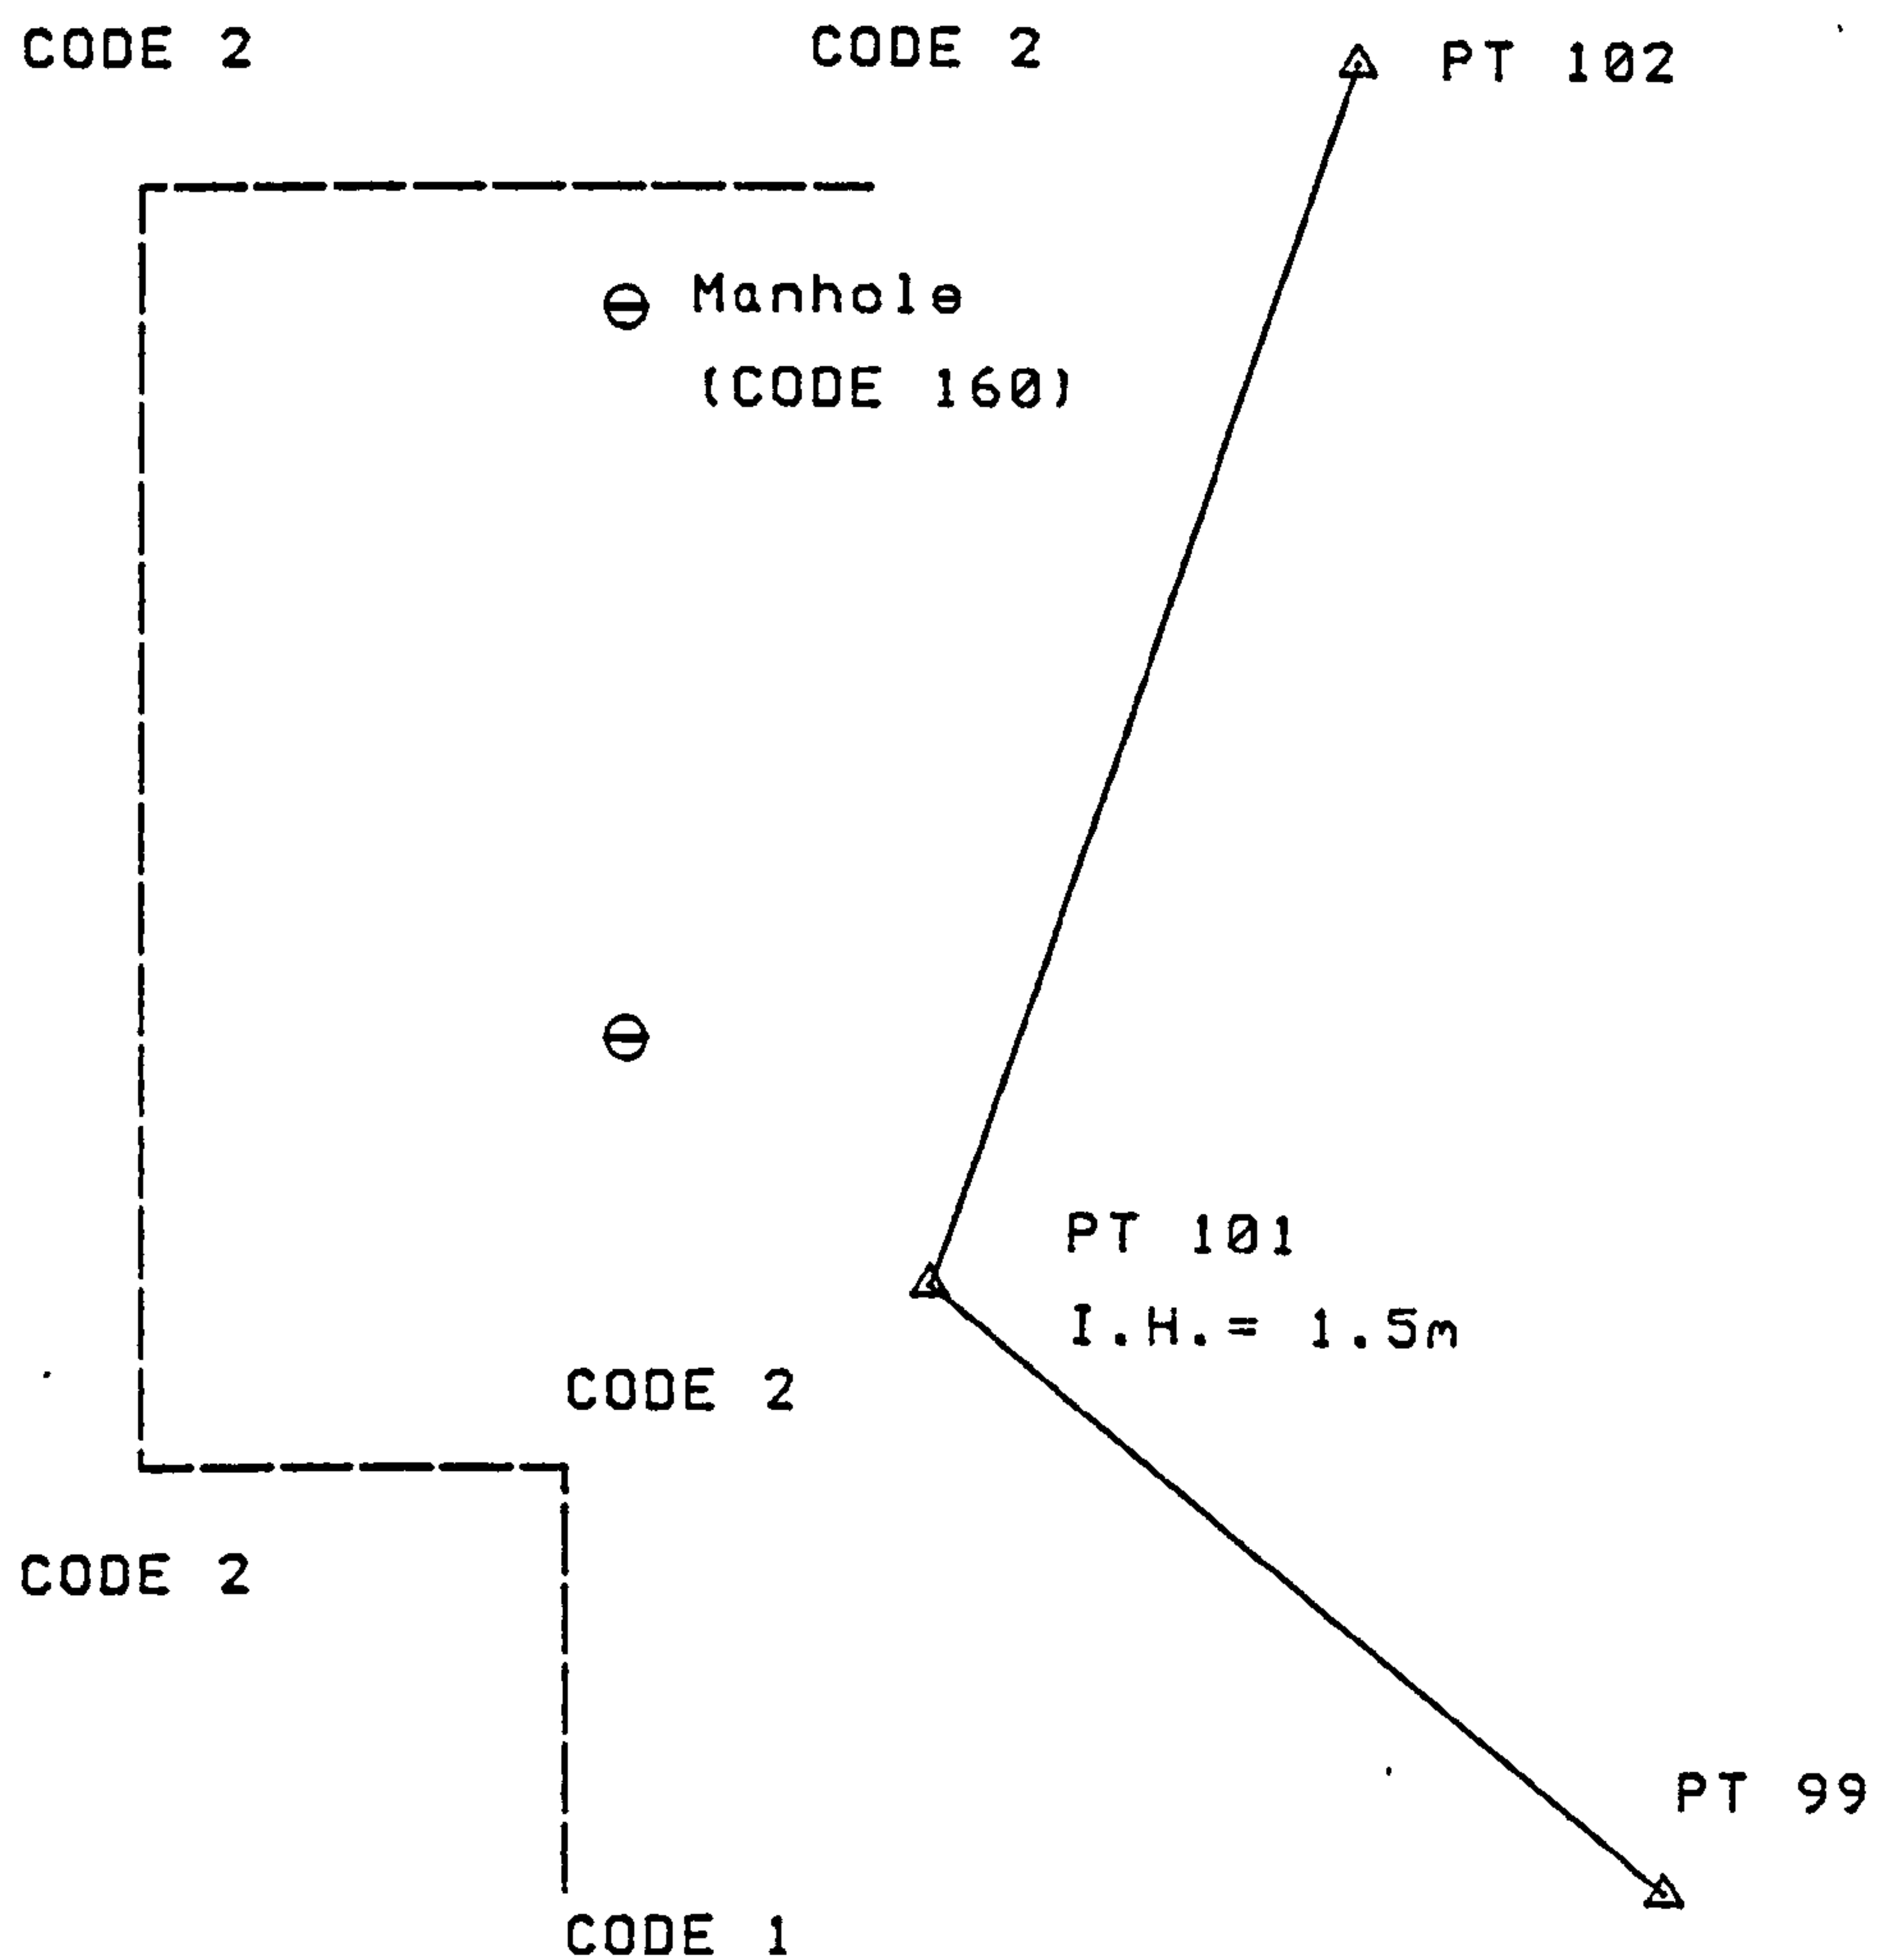 CODE 2
CODE 2
PT 102
Manhole
(CODE 160)
PT 101
I.H.= 1.5m
CODE 2
CODE 2
PT 99
CODE 1